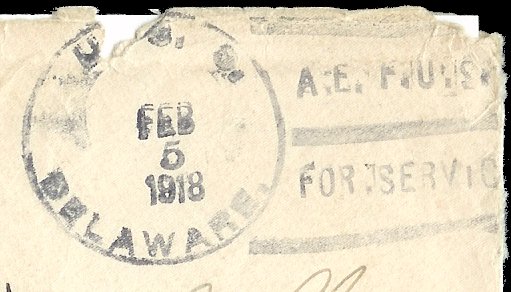 U. S. S.
FEB
5
1918
DELAWARE.
A.E.F.U.S.
FOR.SERVIC